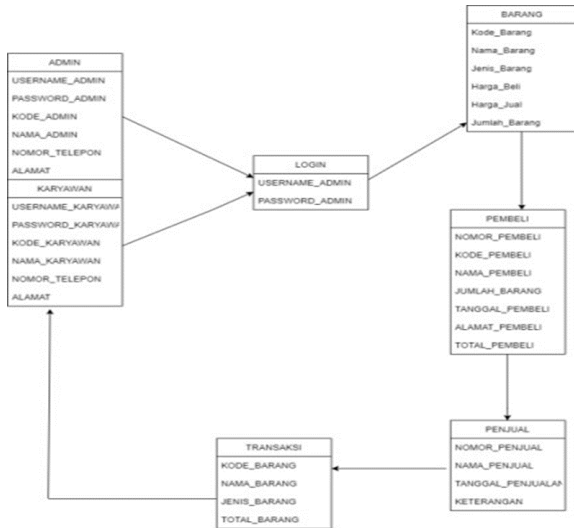 ADMIN
USERNAME_ADMIN
PASSWORD_ADMIN
KODE_ADMIN
NAMA_ADMIN
NOMOR_TELEPON
ALAMAT
KARYAWAN
USERNAME_KARYAWA
PASSWORD_KARYAWA
KODE_KARYAWAN
NAMA_KARYAWAN
NOMOR_TELEPON
ALAMAT
LOGIN
USERNAME_ADMIN
PASSWORD_ADMIN
BARANG
Kode_Barang
Nama_Barang
Jenis_Barang
Harga_Beli
Harga_Jual
Jumlah_Barang
PEMBELI
NOMOR_PEMBELI
KODE_PEMBELI
NAMA_PEMBELI
JUMLAH_BARANG
TANGGAL_PEMBELI
ALAMAT_PEMBELI
TOTAL_PEMBELI
PENJUAL
NOMOR_PENJUAL
NAMA_PENJUAL
TANGGAL_PENJUALAN
KETERANGAN
TRANSAKSI
KODE_BARANG
NAMA_BARANG
JENIS_BARANG
TOTAL_BARANG